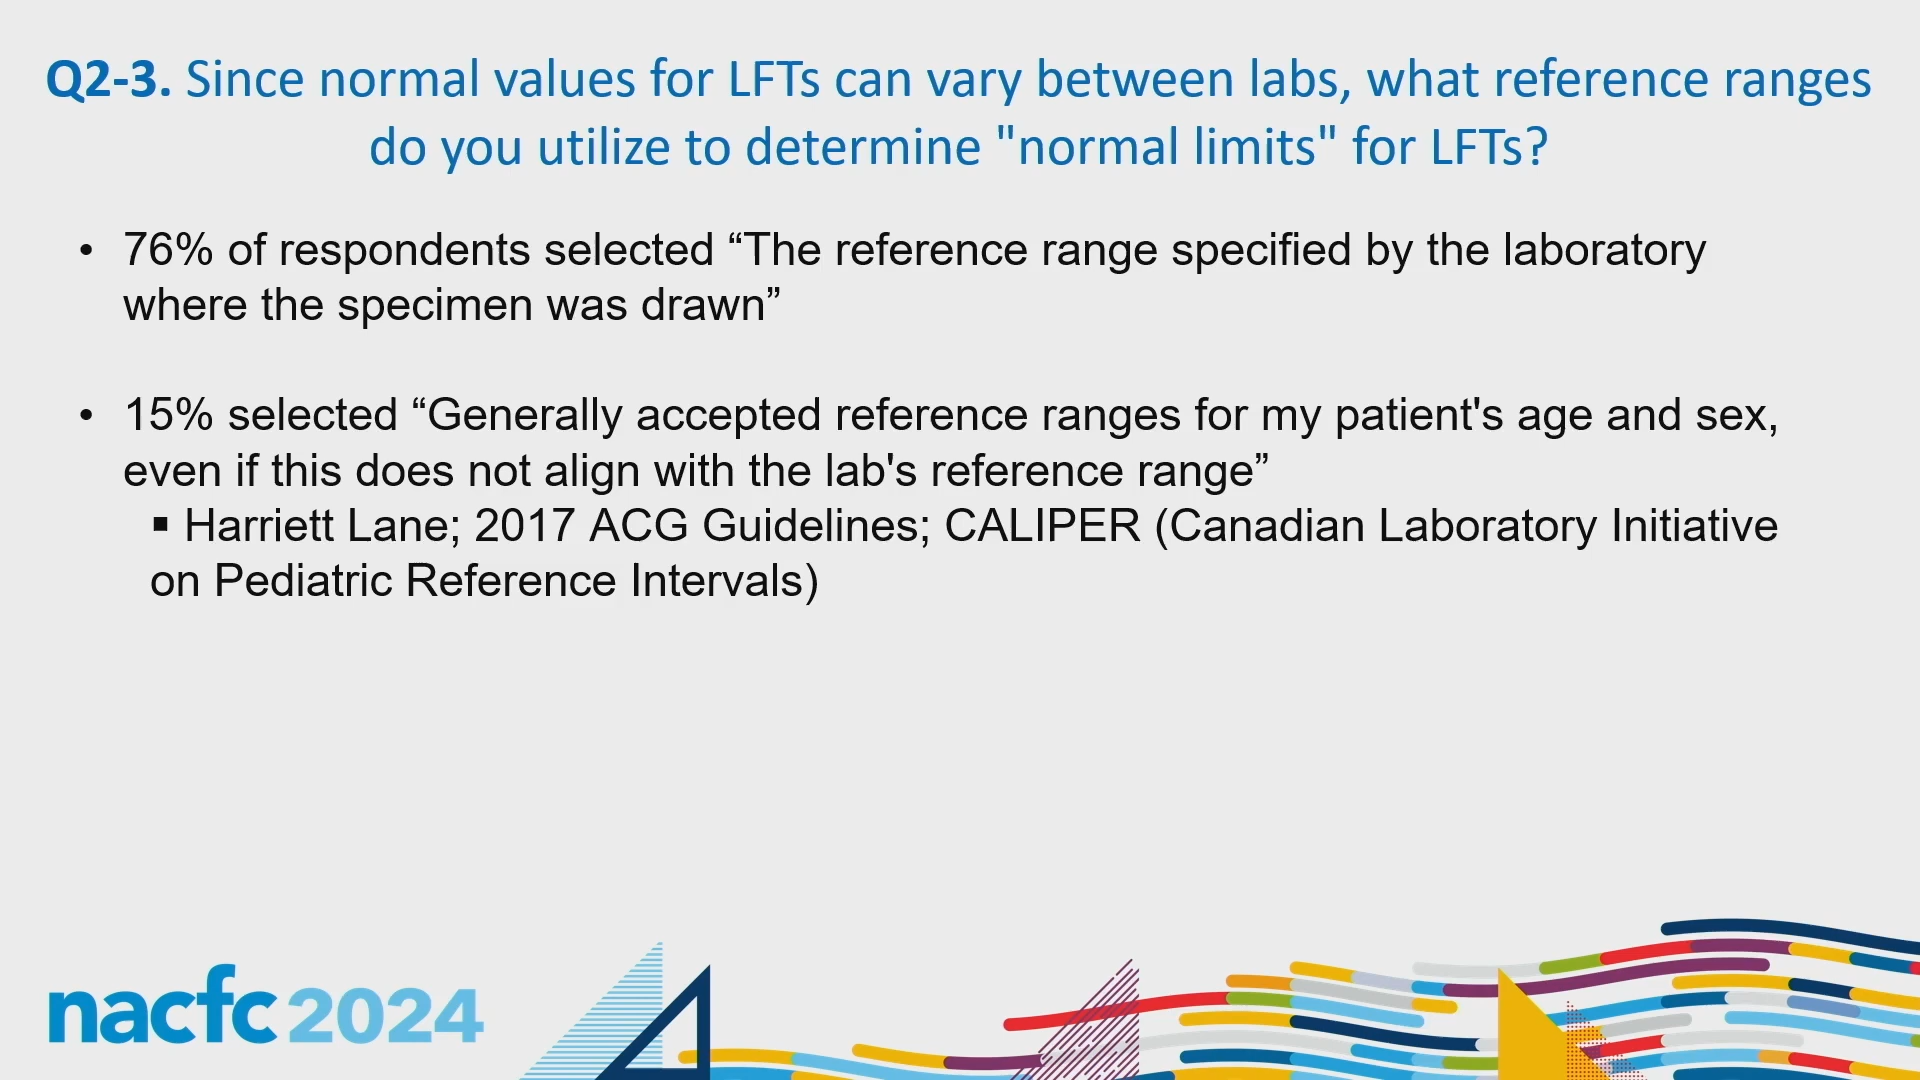 Q2-3. Since normal values for LFTs can vary between labs, what reference ranges
do you utilize to determine "normal limits" for LFTs?
• 76% of respondents selected “The reference range specified by the laboratory
where the specimen was drawn”
• 15% selected “Generally accepted reference ranges for my patient's age and sex,
even if this does not align with the lab's reference range”
▪ Harriett Lane; 2017 ACG Guidelines; CALIPER (Canadian Laboratory Initiative
on Pediatric Reference Intervals)
nacfc 2024